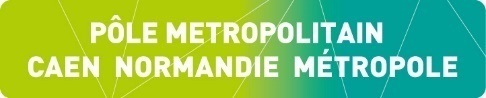 PÔLE METROPOLITAIN
CAEN NORMANDIE MÉTROPOLE